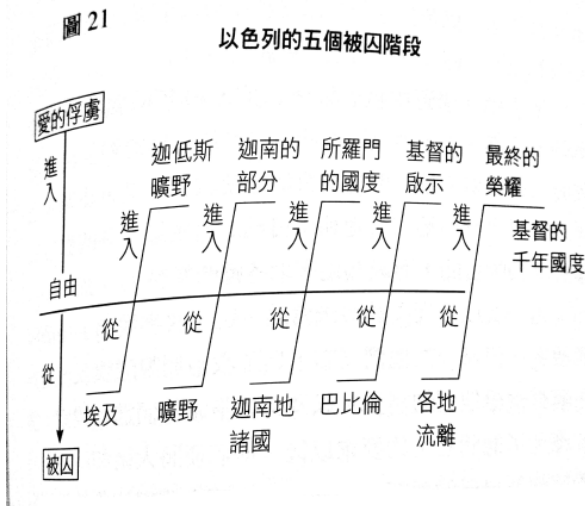 圖 21
以色列的五個被囚階段
愛的俘虜
進入
自由
從
被囚
迦低斯
曠野
迦南的
部分
所羅門
的國度
基督的
啟示
最終的
榮耀
基督的
千年國度
進入
進入
進入
進入
進入
從
從
從
從
從
埃及
曠野
迦南地
諸國
巴比倫
各地
流離